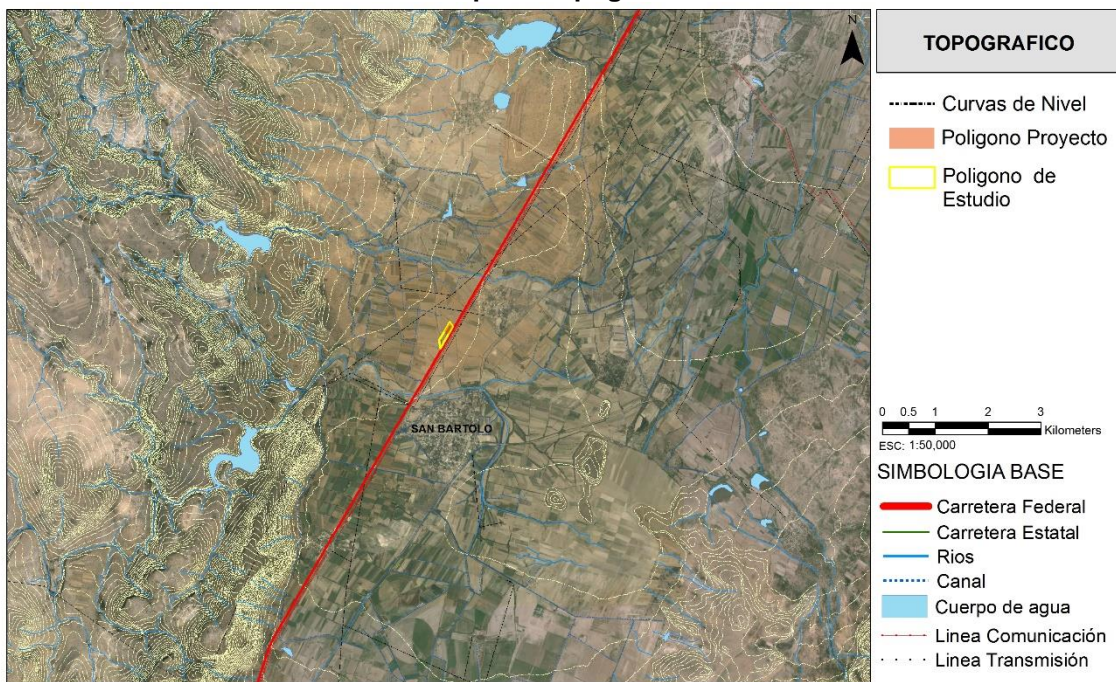 N
TOPOGRAFICO
Curvas de Nivel
Poligono Proyecto
Poligono de
Estudio
SAN BARTOLO
0 0.5 1 2 3
Kilometers
ESC: 1:50,000
SIMBOLOGIA BASE
Carretera Federal
Carretera Estatal
Rios
Canal
Cuerpo de agua
Linea Comunicación
Linea Transmisión